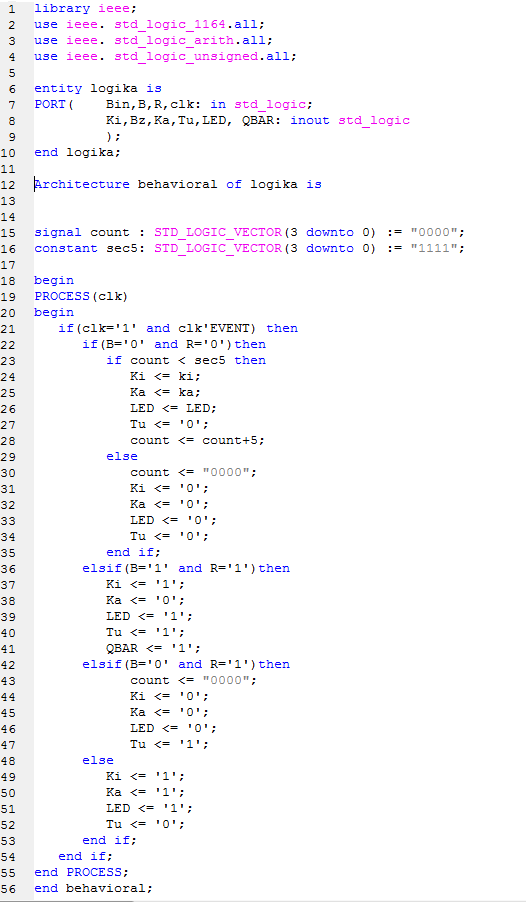 1 library ieee;
2 use ieee. std_logic_1164.all;
3 use ieee. std_logic_arith.all;
4 use ieee. std_logic_unsigned.all;
5
6 entity logika is
7 PORT(    Bin,B,R,clk: in std_logic;
8          Ki,Bz,Ka,Tu,LED, QBAR: inout std_logic
9          );
10 end logika;
11
12 Architecture behavioral of logika is
13
14
15 signal count : STD_LOGIC_VECTOR(3 downto 0) := "0000";
16 constant sec5: STD_LOGIC_VECTOR(3 downto 0) := "1111";
17
18 begin
19 PROCESS(clk)
20 begin
21    if(clk='1' and clk'EVENT) then
22       if(B='0' and R='0')then
23          if count < sec5 then
24             Ki <= ki;
25             Ka <= ka;
26             LED <= LED;
27             Tu <= '0';
28             count <= count+5;
29          else
30             count <= "0000";
31             Ki <= '0';
32             Ka <= '0';
33             LED <= '0';
34             Tu <= '0';
35          end if;
36       elsif(B='1' and R='1')then
37          Ki <= '1';
38          Ka <= '0';
39          LED <= '1';
40          Tu <= '1';
41          QBAR <= '1';
42       elsif(B='0' and R='1')then
43             count <= "0000";
44             Ki <= '0';
45             Ka <= '0';
46             LED <= '0';
47             Tu <= '1';
48       else
49          Ki <= '1';
50          Ka <= '1';
51          LED <= '1';
52          Tu <= '0';
53       end if;
54    end if;
55 end PROCESS;
56 end behavioral;